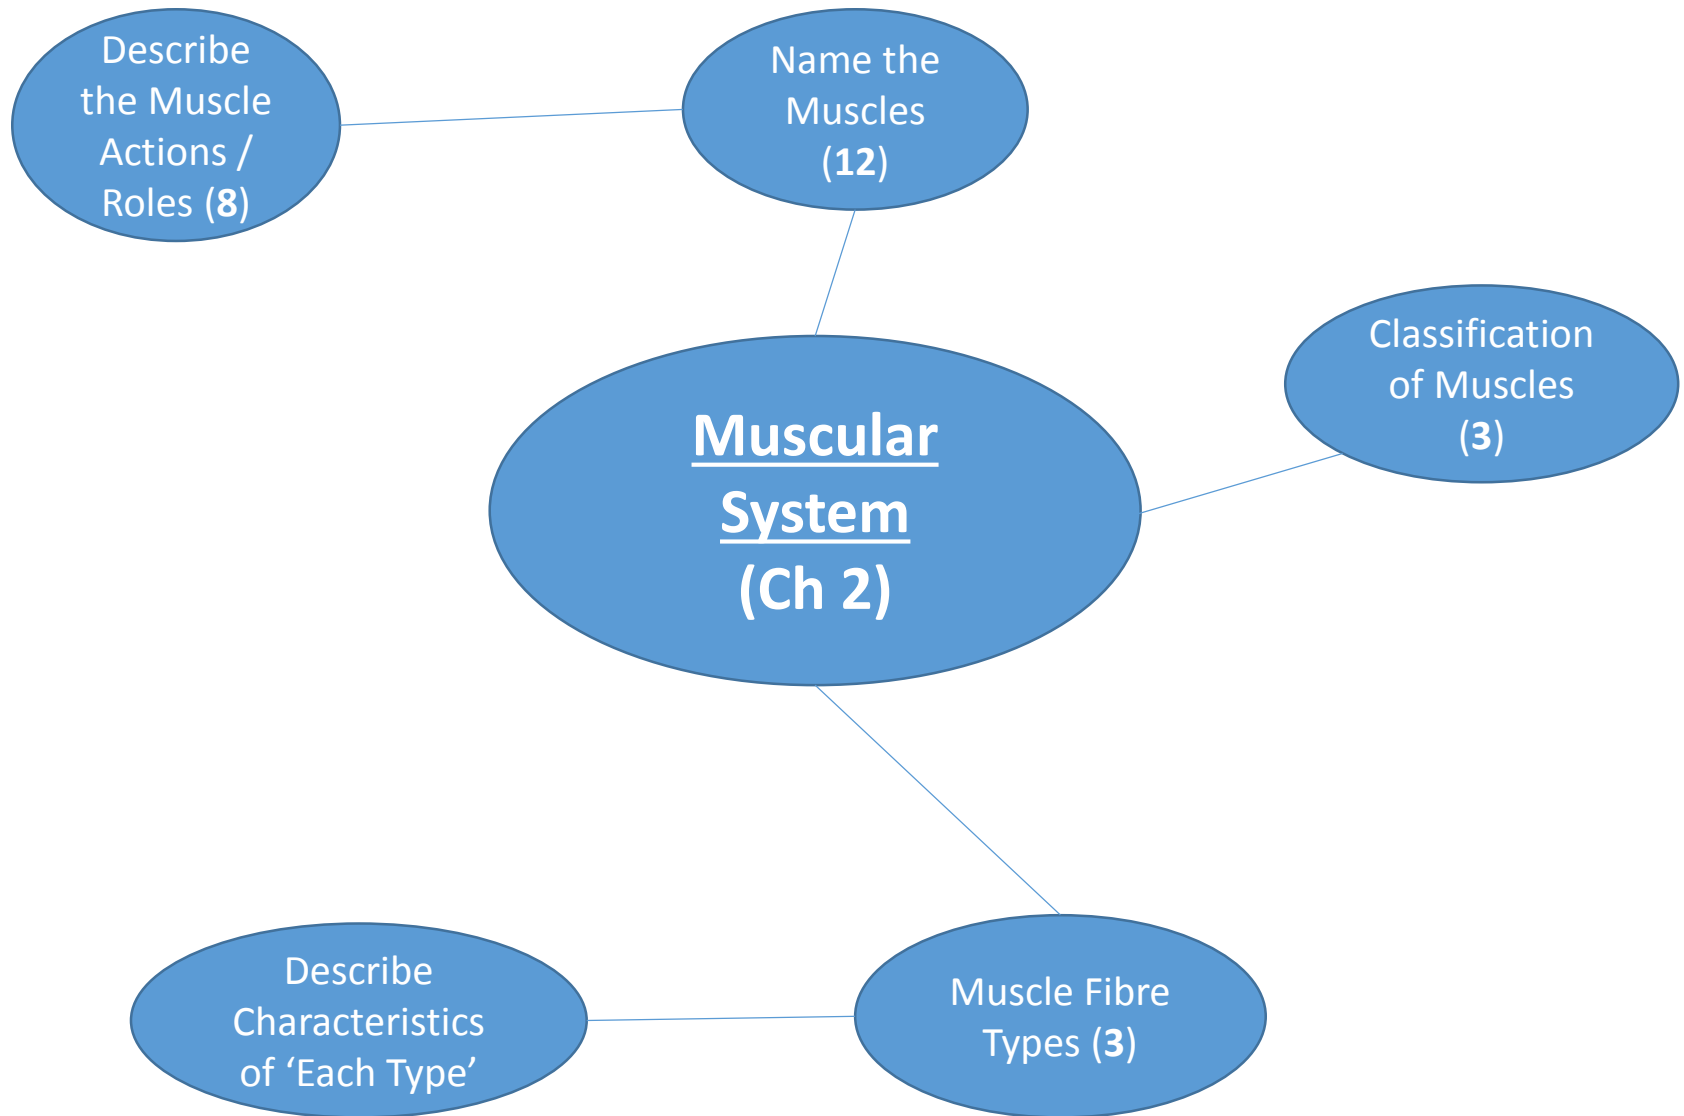 Describe
the Muscle
Actions /
Roles (8)
Name the
Muscles
(12)
Classification
of Muscles
(3)
Muscular
System
(Ch 2)
Describe
Characteristics
of ‘Each Type’
Muscle Fibre
Types (3)